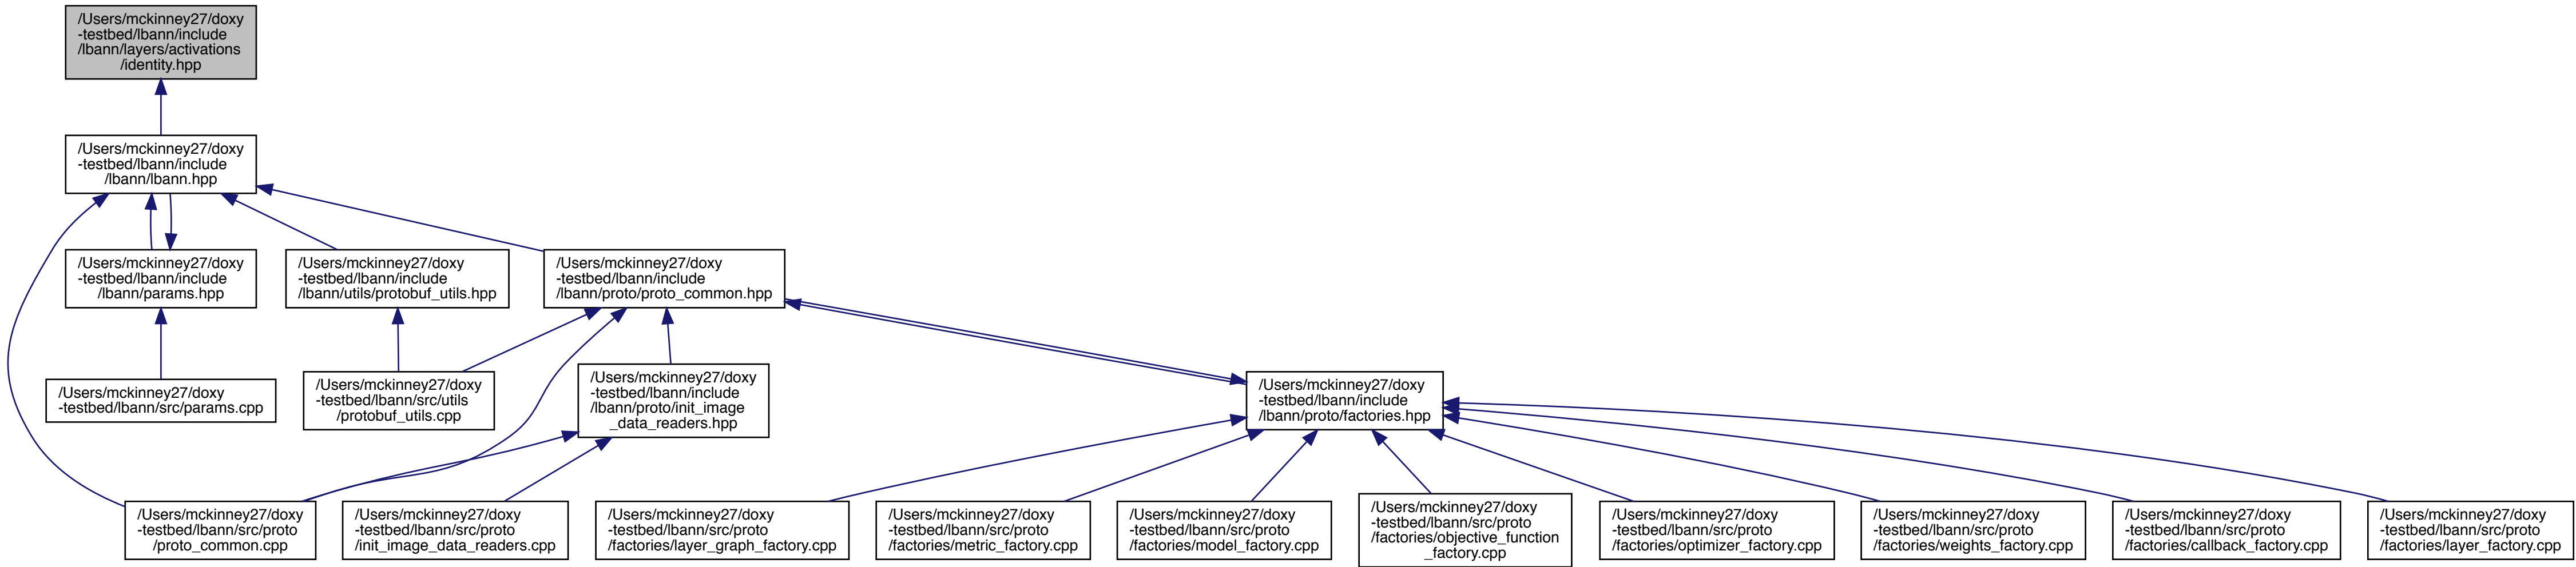 /Users/mckinney27/doxy
-testbed/lbann/include
/lbann/layers/activations
/identity.hpp
/Users/mckinney27/doxy
-testbed/lbann/include
/lbann/lbann.hpp
/Users/mckinney27/doxy
-testbed/lbann/include
/lbann/params.hpp
/Users/mckinney27/doxy
-testbed/lbann/include
/lbann/utils/protobuf_utils.hpp
/Users/mckinney27/doxy
-testbed/lbann/include
/lbann/proto/proto_common.hpp
/Users/mckinney27/doxy
-testbed/lbann/src/params.cpp
/Users/mckinney27/doxy
-testbed/lbann/src/utils
/protobuf_utils.cpp
/Users/mckinney27/doxy
-testbed/lbann/include
/lbann/proto/init_image
_data_readers.hpp
/Users/mckinney27/doxy
-testbed/lbann/include
/lbann/proto/factories.hpp
/Users/mckinney27/doxy
-testbed/lbann/src/proto
/proto_common.cpp
/Users/mckinney27/doxy
-testbed/lbann/src/proto
/init_image_data_readers.cpp
/Users/mckinney27/doxy
-testbed/lbann/src/proto
/factories/layer_graph_factory.cpp
/Users/mckinney27/doxy
-testbed/lbann/src/proto
/factories/metric_factory.cpp
/Users/mckinney27/doxy
-testbed/lbann/src/proto
/factories/model_factory.cpp
/Users/mckinney27/doxy
-testbed/lbann/src/proto
/factories/objective_function
_factory.cpp
/Users/mckinney27/doxy
-testbed/lbann/src/proto
/factories/optimizer_factory.cpp
/Users/mckinney27/doxy
-testbed/lbann/src/proto
/factories/weights_factory.cpp
/Users/mckinney27/doxy
-testbed/lbann/src/proto
/factories/callback_factory.cpp
/Users/mckinney27/doxy
-testbed/lbann/src/proto
/factories/layer_factory.cpp